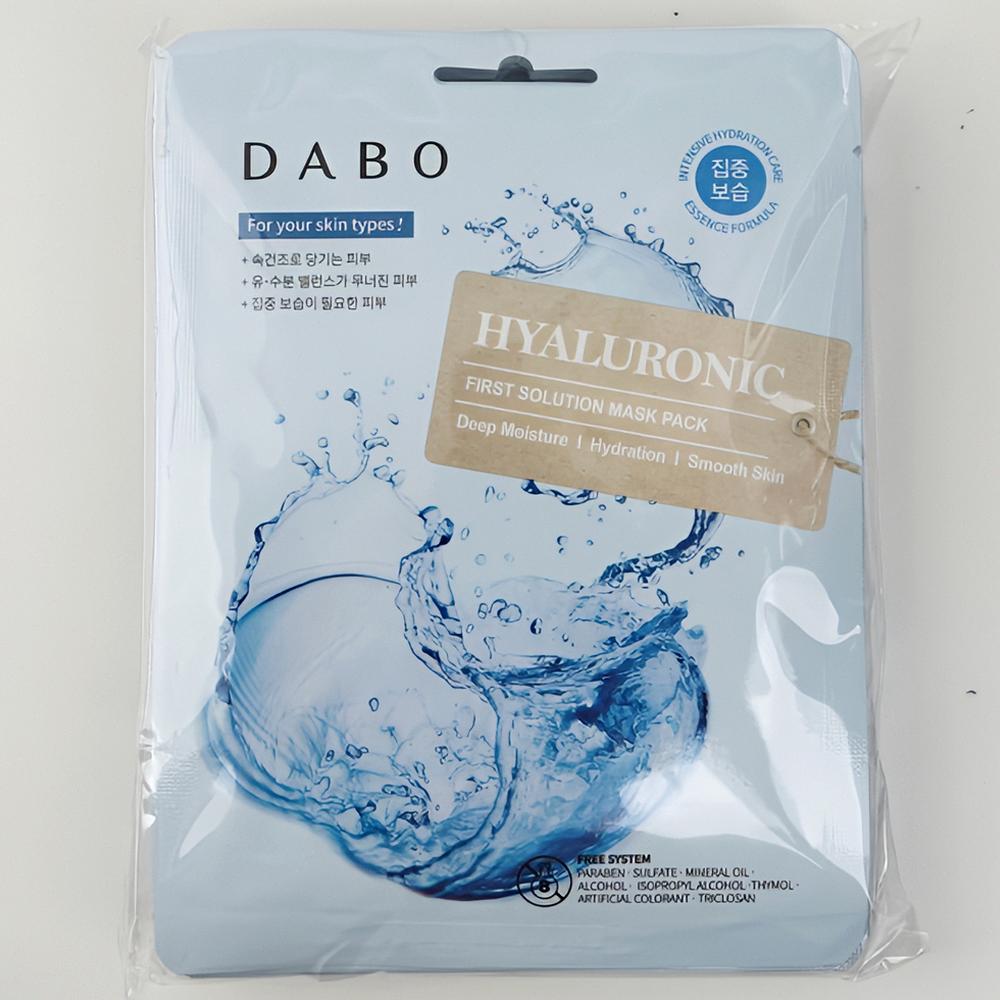 DABO
INTENSIVE HYDRATION CARE
집중
보습
ESSENCE FORMULA
For your skin types!
+ 속건조로 당기는 피부
+ 유·수분 밸런스가 무너진 피부
+ 집중 보습이 필요한 피부
HYALURONIC
FIRST SOLUTION MASK PACK
Deep Moisture | Hydration | Smooth Skin
8
FREE SYSTEM
PARABEN · SULFATE · MINERAL OIL ·
ALCOHOL · ISOPROPYL ALCOHOL · THYMOL ·
ARTIFICIAL COLORANT · TRICLOSAN